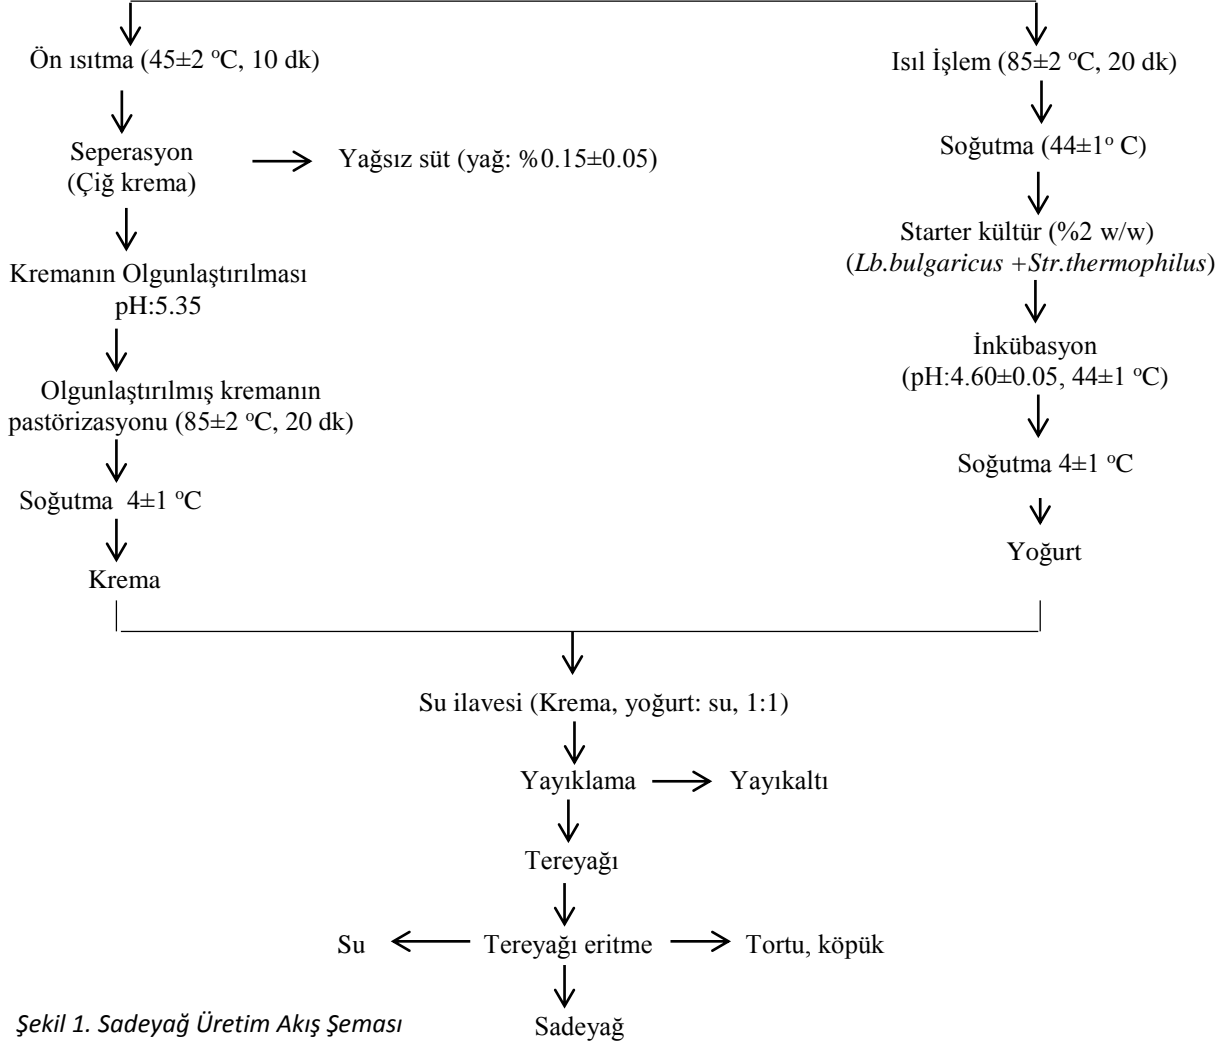 Ön ısıtma (45±2 ºC, 10 dk)
Seperasyon
(Çiğ krema)
Yağsız süt (yağ: %0.15±0.05)
Kremanın Olgunlaştırılması
pH:5.35
Olgunlaştırılmış kremanın
pastörizasyonu (85±2 ºC, 20 dk)
Soğutma 4±1 ºC
Krema
Isıl İşlem (85±2 ºC, 20 dk)
Soğutma (44±1º C)
Starter kültür (%2 w/w)
(Lb.bulgaricus +Str.thermophilus)
İnkübasyon
(pH:4.60±0.05, 44±1 ºC)
Soğutma 4±1 ºC
Yoğurt
Su ilavesi (Krema, yoğurt: su, 1:1)
Yayıklama
Yayıkaltı
Tereyağı
Su
Tereyağı eritme
Tortu, köpük
Sadeyağ
Şekil 1. Sadeyağ Üretim Akış Şeması